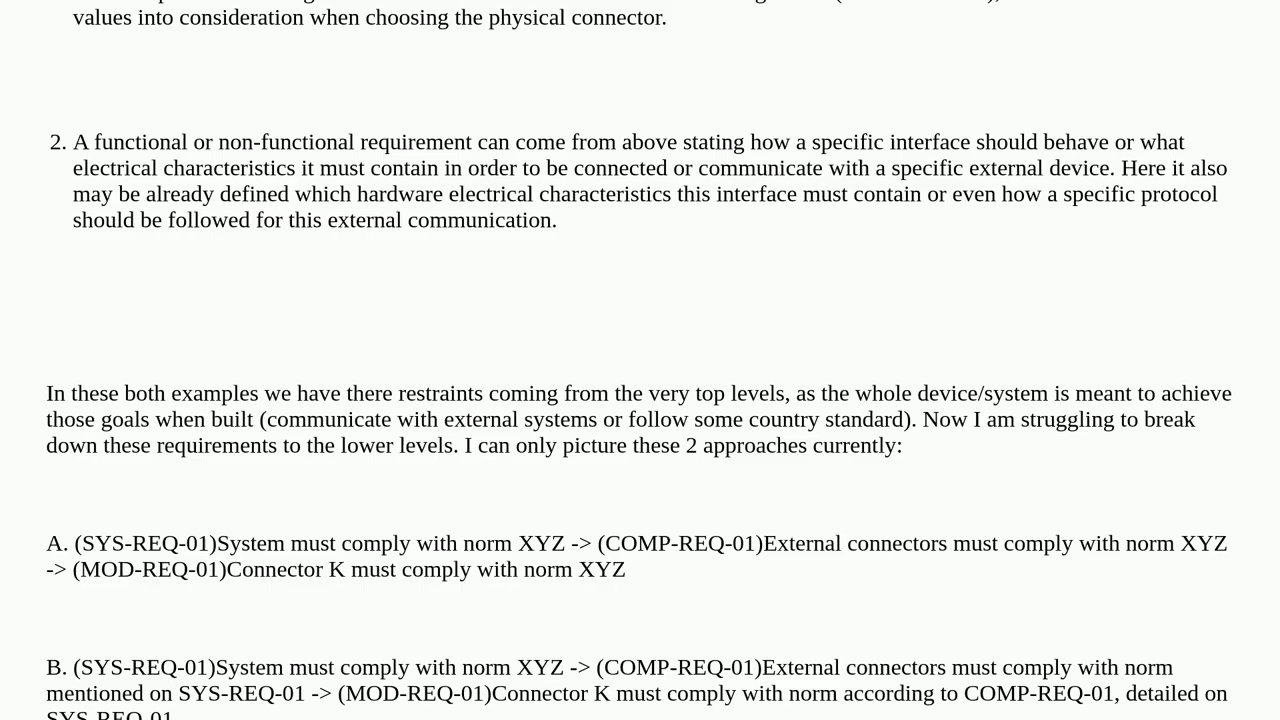 values into consideration when choosing the physical connector.
2. A functional or non-functional requirement can come from above stating how a specific interface should behave or what
electrical characteristics it must contain in order to be connected or communicate with a specific external device. Here it also
may be already defined which hardware electrical characteristics this interface must contain or even how a specific protocol
should be followed for this external communication.
In these both examples we have there restraints coming from the very top levels, as the whole device/system is meant to achieve
those goals when built (communicate with external systems or follow some country standard). Now I am struggling to break
down these requirements to the lower levels. I can only picture these 2 approaches currently:
A. (SYS-REQ-01)System must comply with norm XYZ -> (COMP-REQ-01)External connectors must comply with norm XYZ
-> (MOD-REQ-01)Connector K must comply with norm XYZ
B. (SYS-REQ-01)System must comply with norm XYZ -> (COMP-REQ-01)External connectors must comply with norm
mentioned on SYS-REQ-01 -> (MOD-REQ-01)Connector K must comply with norm according to COMP-REQ-01, detailed on
SYS-REQ-01